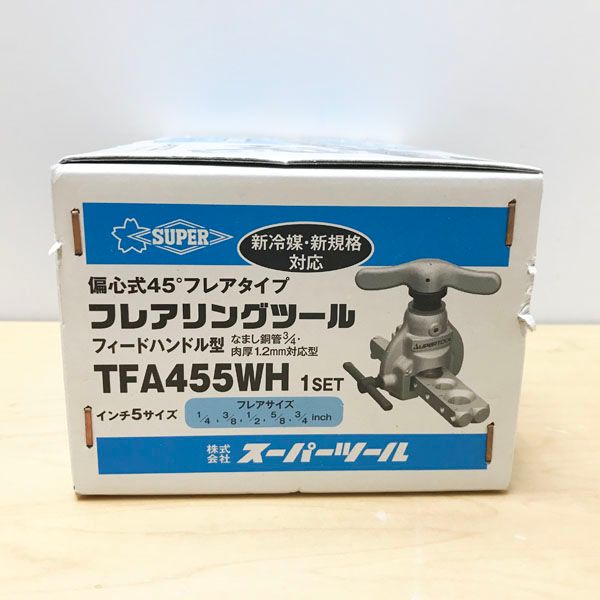 SUPER
新冷媒・新規格
対応
偏心式45°フレアタイプ
フレアリングツール
フィードハンドル型 なまし銅管3/4・
肉厚1.2mm対応型
TFA455WH 1SET
インチ5サイズ
フレアサイズ
1/4, 3/8, 1/2, 5/8, 3/4 inch
SUPERTOOL
株式会社 スーパーツール